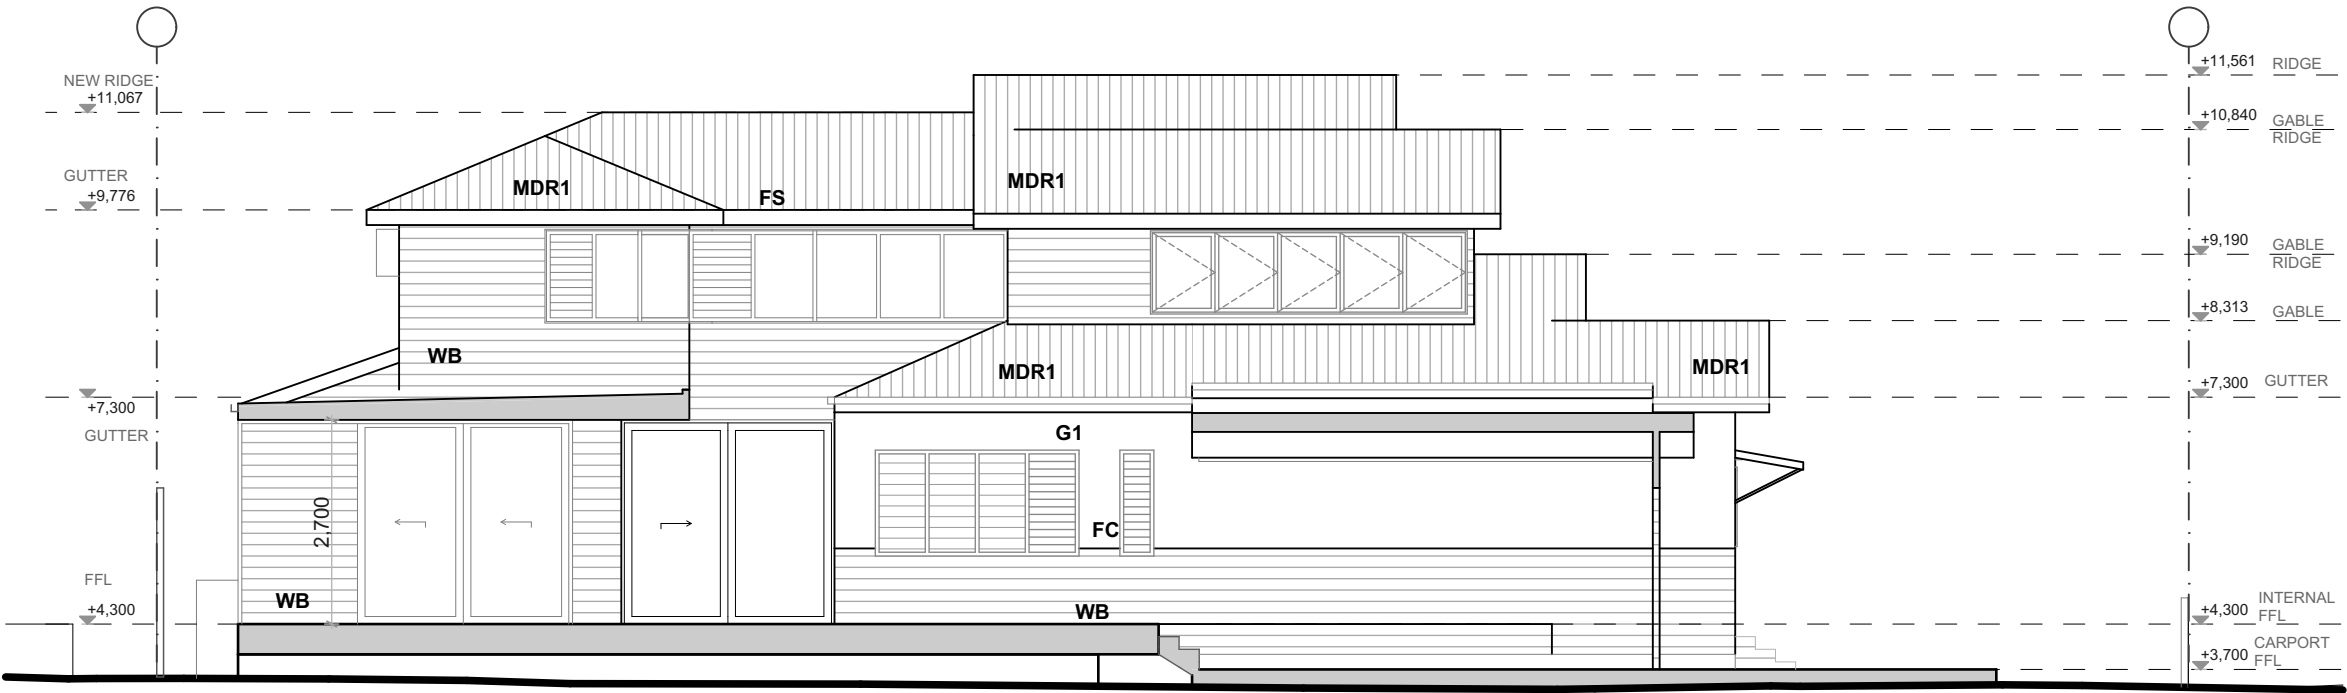 NEW RIDGE
+11,067
GUTTER
+9,776
+7,300
GUTTER
FFL
+4,300
MDR1
FS
MDR1
WB
MDR1
MDR1
G1
FC
2,700
WB
WB
+11,561 RIDGE
+10,840 GABLE
RIDGE
+9,190 GABLE
RIDGE
+8,313 GABLE
+7,300 GUTTER
+4,300 INTERNAL
FFL
+3,700 CARPORT
FFL